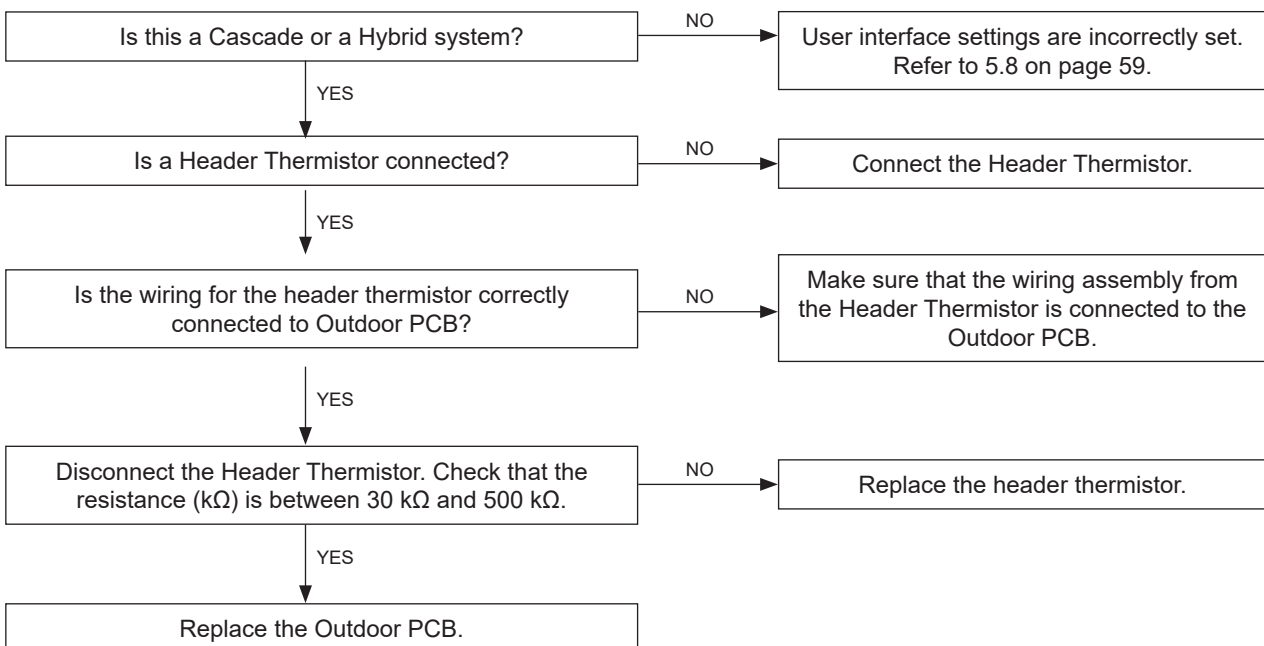 Is this a Cascade or a Hybrid system?
NO
User interface settings are incorrectly set.
Refer to 5.8 on page 59.
YES
Is a Header Thermistor connected?
NO
Connect the Header Thermistor.
YES
Is the wiring for the header thermistor correctly
connected to Outdoor PCB?
NO
Make sure that the wiring assembly from
the Header Thermistor is connected to the
Outdoor PCB.
YES
Disconnect the Header Thermistor. Check that the
resistance (kΩ) is between 30 kΩ and 500 kΩ.
NO
Replace the header thermistor.
YES
Replace the Outdoor PCB.